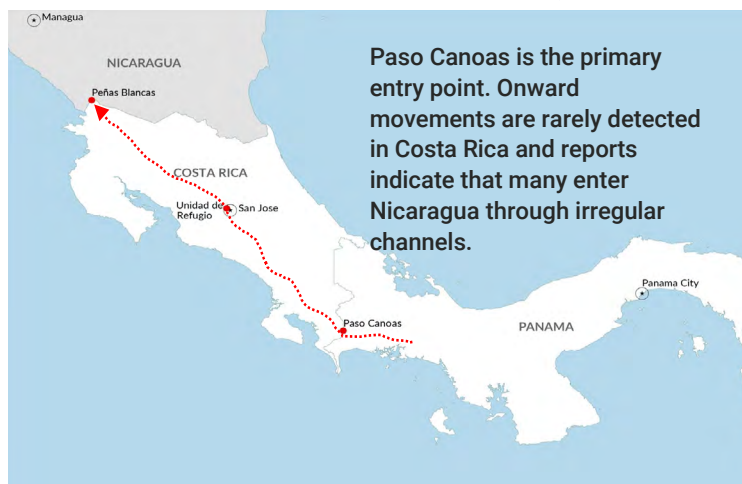 Managua
NICARAGUA
Peñas Blancas
COSTA RICA
Unidad de
Refugio
San Jose
Paso Canoas
PANAMA
Panama City
Paso Canoas is the primary
entry point. Onward
movements are rarely detected
in Costa Rica and reports
indicate that many enter
Nicaragua through irregular
channels.